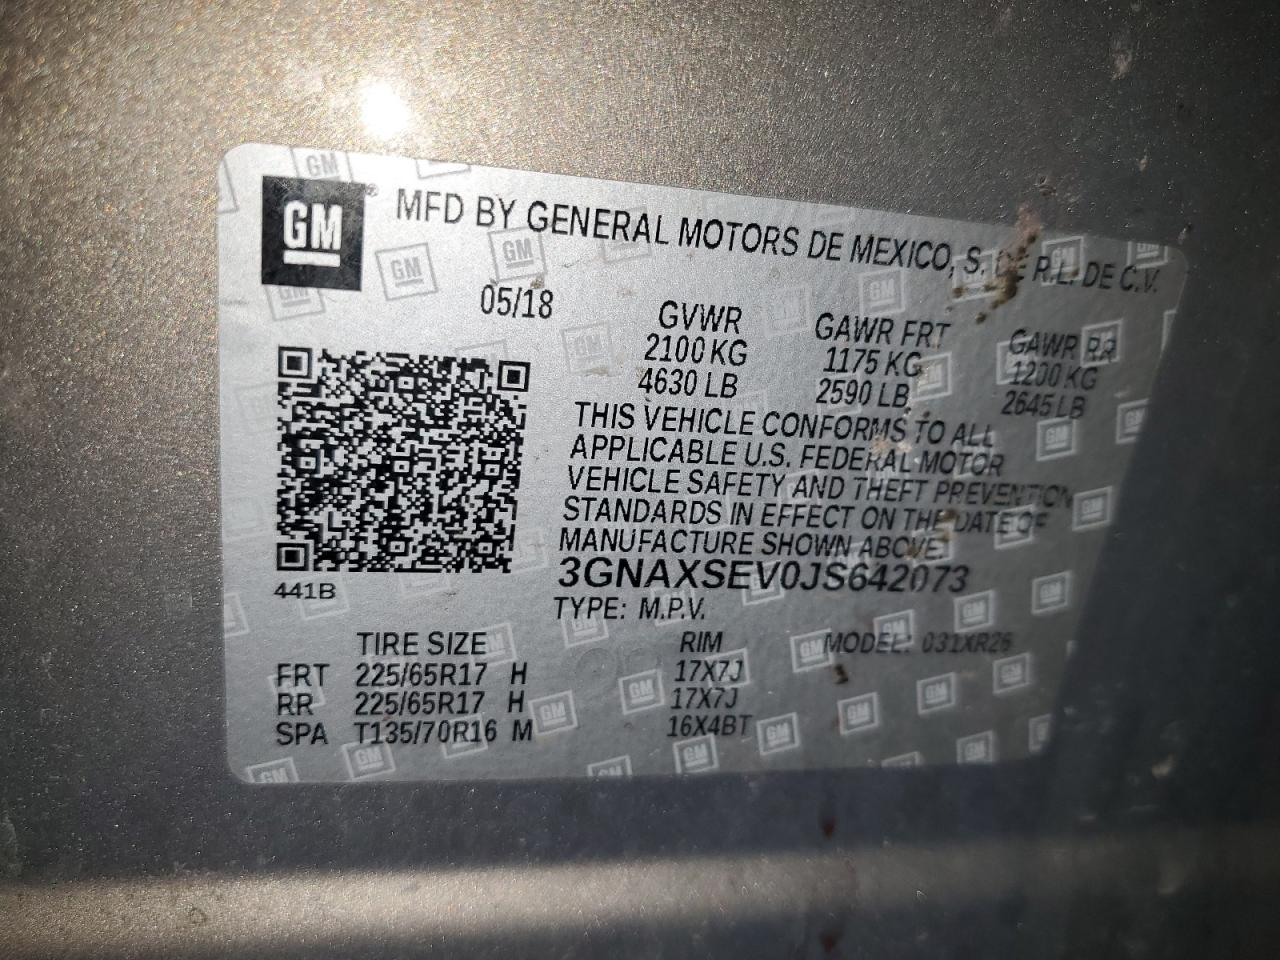 GM® MFD BY GENERAL MOTORS DE MEXICO, S. DE R.L. DE C.V.
05/18 GVWR GAWR FRT GAWR RR
2100 KG 1175 KG 1200 KG
4630 LB 2590 LB 2645 LB
THIS VEHICLE CONFORMS TO ALL
APPLICABLE U.S. FEDERAL MOTOR
VEHICLE SAFETY AND THEFT PREVENTION
STANDARDS IN EFFECT ON THE DATE OF
MANUFACTURE SHOWN ABOVE.
441B 3GNAXSEV0JS642073
TYPE: M.P.V.
TIRE SIZE RIM MODEL: 031XR26
FRT 225/65R17 H 17X7J
RR 225/65R17 H 17X7J
SPA T135/70R16 M 16X4BT